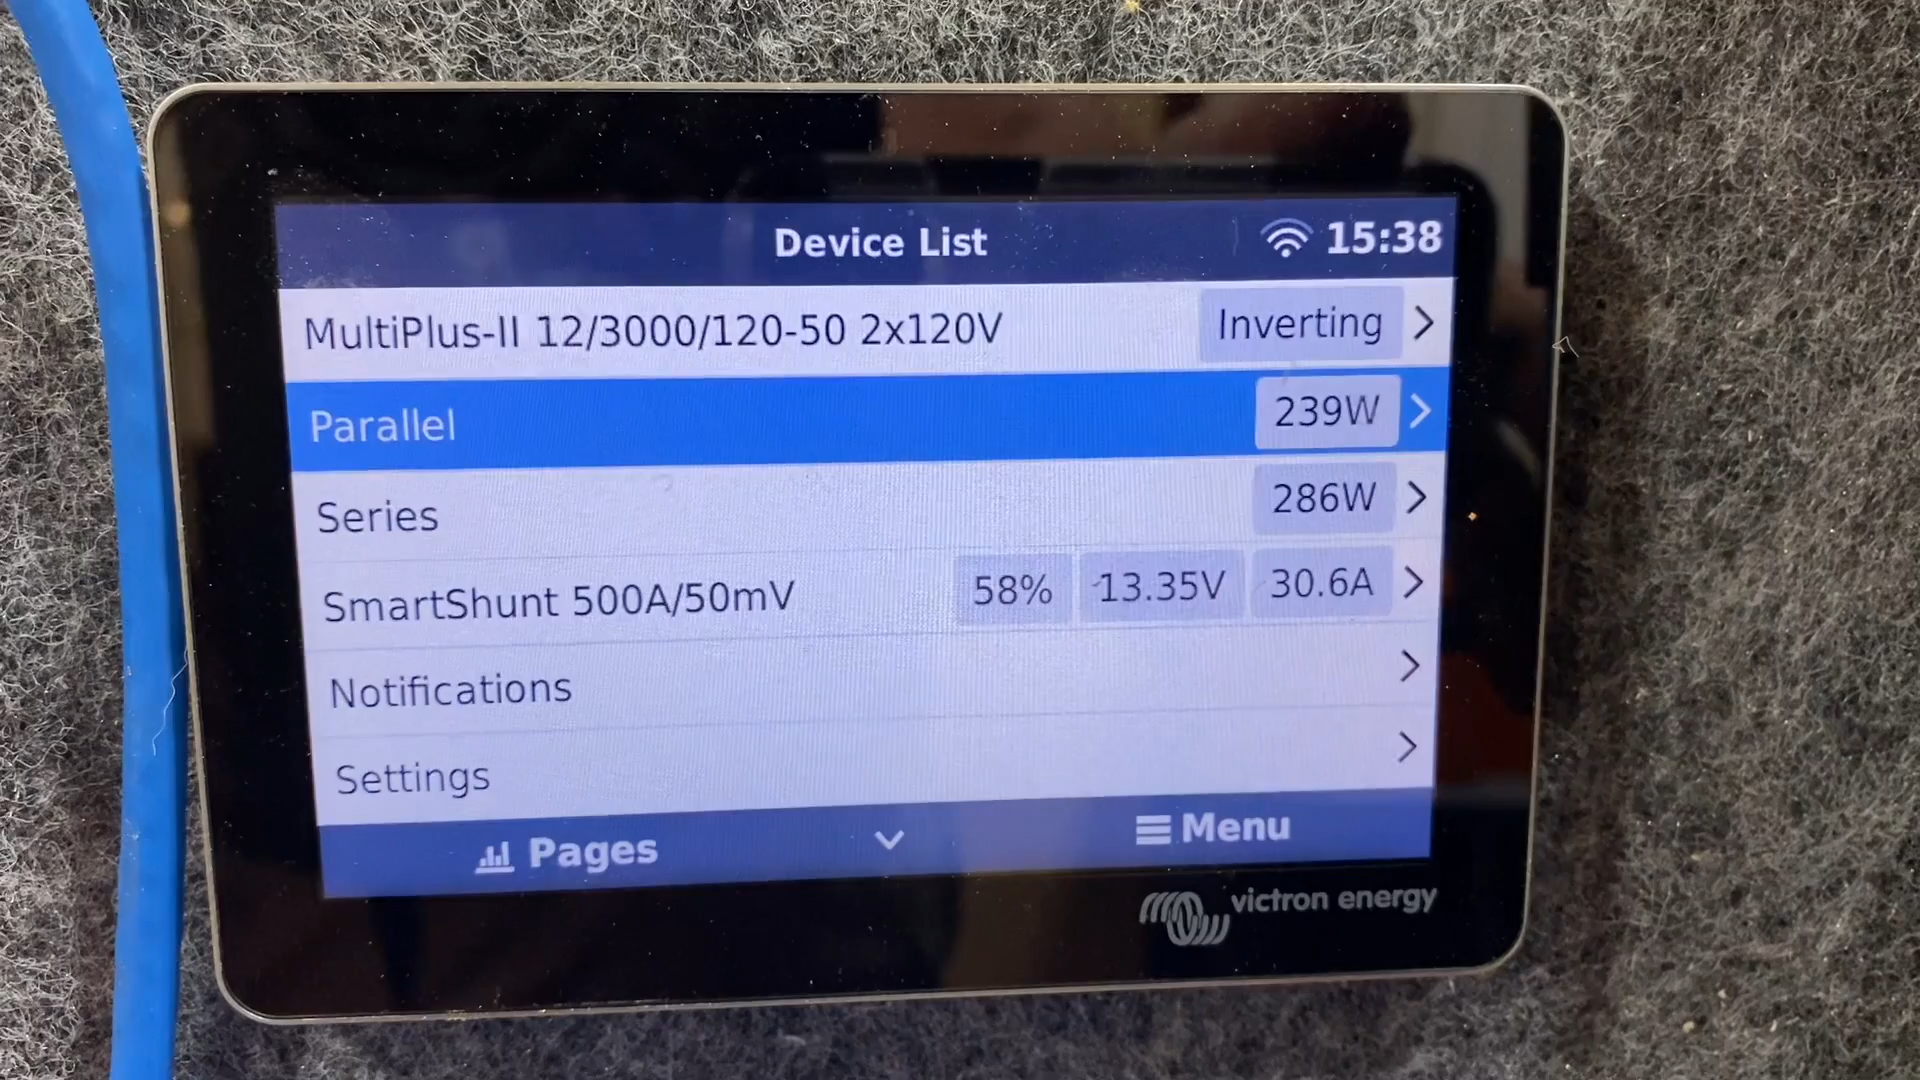 Device List 15:38
MultiPlus-II 12/3000/120-50 2x120V Inverting
Parallel 239W
Series 286W
SmartShunt 500A/50mV 58% 13.35V 30.6A
Notifications
Settings
Pages Menu
victron energy